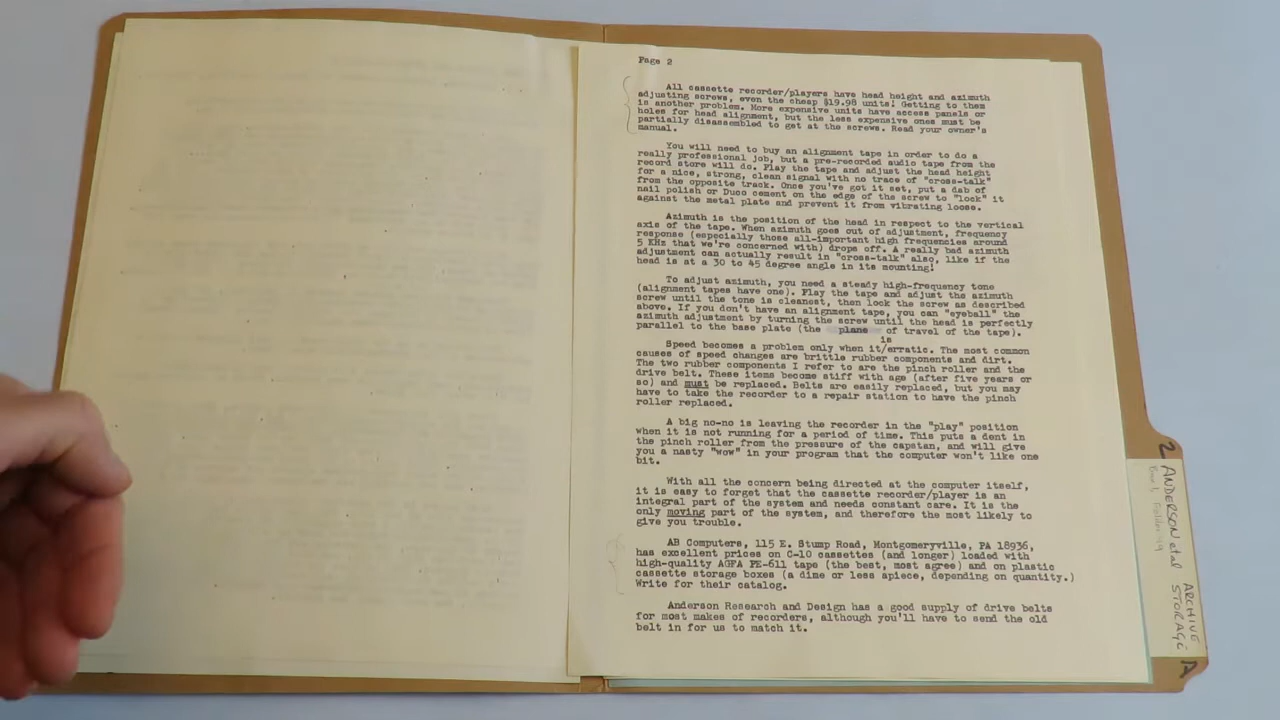 Page 2
All cassette recorder/players have head height and azimuth
adjusting screws, even the cheap $19.98 units! Getting to them
is another problem. More expensive units have access panels or
holes for head alignment, but the less expensive ones must be
partially disassembled to get at the screws. Read your owner's
manual.
You will need to buy an alignment tape in order to do a
really professional job, but a pre-recorded audio tape from the
record store will do. Play the tape and adjust the head height
for a nice, strong, clean signal with no trace of "cross-talk"
from the opposite track. Once you've got it set, put a dab of
nail polish or Duco cement on the edge of the screw to "lock" it
against the metal plate and prevent it from vibrating loose.
Azimuth is the position of the head in respect to the vertical
axis of the tape. When azimuth goes out of adjustment, frequency
response (especially those all-important high frequencies around
5 KHz that we're concerned with) drops off. A really bad azimuth
adjustment can actually result in "cross-talk" also, like if the
head is at a 30 to 45 degree angle in its mounting!
To adjust azimuth, you need a steady high-frequency tone
(alignment tapes have one). Play the tape and adjust the azimuth
screw until the tone is cleanest, then lock the screw as described
above. If you don't have an alignment tape, you can "eyeball" the
azimuth adjustment by turning the screw until the head is perfectly
parallel to the base plate (the plane of travel of the tape).
is
Speed becomes a problem only when it/erratic. The most common
causes of speed changes are brittle rubber components and dirt.
The two rubber components I refer to are the pinch roller and the
drive belt. These items become stiff with age (after five years or
so) and must be replaced. Belts are easily replaced, but you may
have to take the recorder to a repair station to have the pinch
roller replaced.
A big no-no is leaving the recorder in the "play" position
when it is not running for a period of time. This puts a dent in
the pinch roller from the pressure of the capstan, and will give
you a nasty "wow" in your program that the computer won't like one
bit.
With all the concern being directed at the computer itself,
it is easy to forget that the cassette recorder/player is an
integral part of the system and needs constant care. It is the
only moving part of the system, and therefore the most likely to
give you trouble.
AB Computers, 115 E. Stump Road, Montgomeryville, PA 18936,
has excellent prices on C-10 cassettes (and longer) loaded with
high-quality AGFA PE-611 tape (the best, most agree) and on plastic
cassette storage boxes (a dime or less apiece, depending on quantity.)
Write for their catalog.
Anderson Research and Design has a good supply of drive belts
for most makes of recorders, although you'll have to send the old
belt in for us to match it.
2
ANDERSON et al
ARCHIVE
STORAGE
A